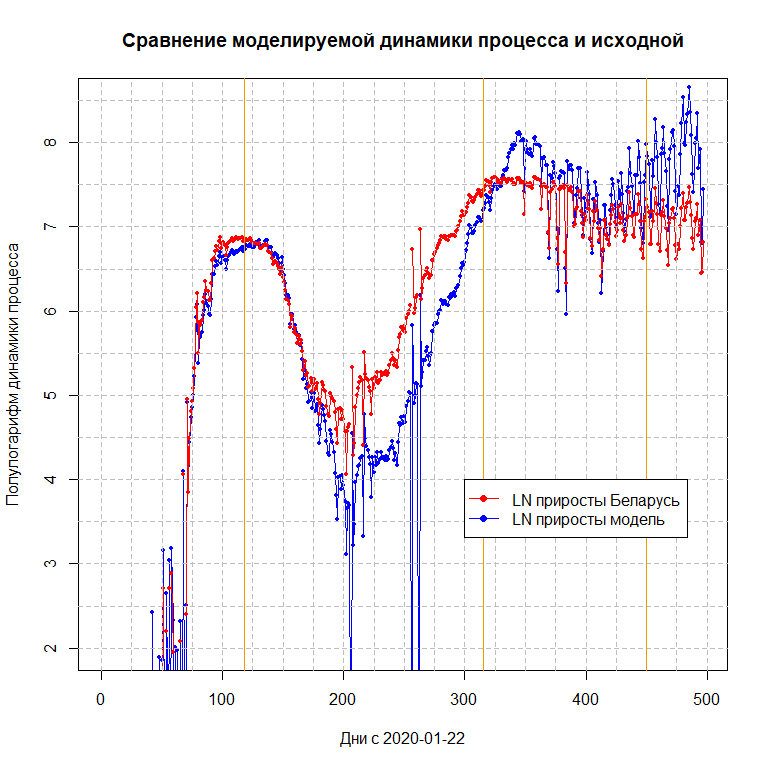 Сравнение моделируемой динамики процесса и исходной
Полулогарифм динамики процесса
8
7
6
5
4
3
2
LN приросты Беларусь
LN приросты модель
0 100 200 300 400 500
Дни с 2020-01-22